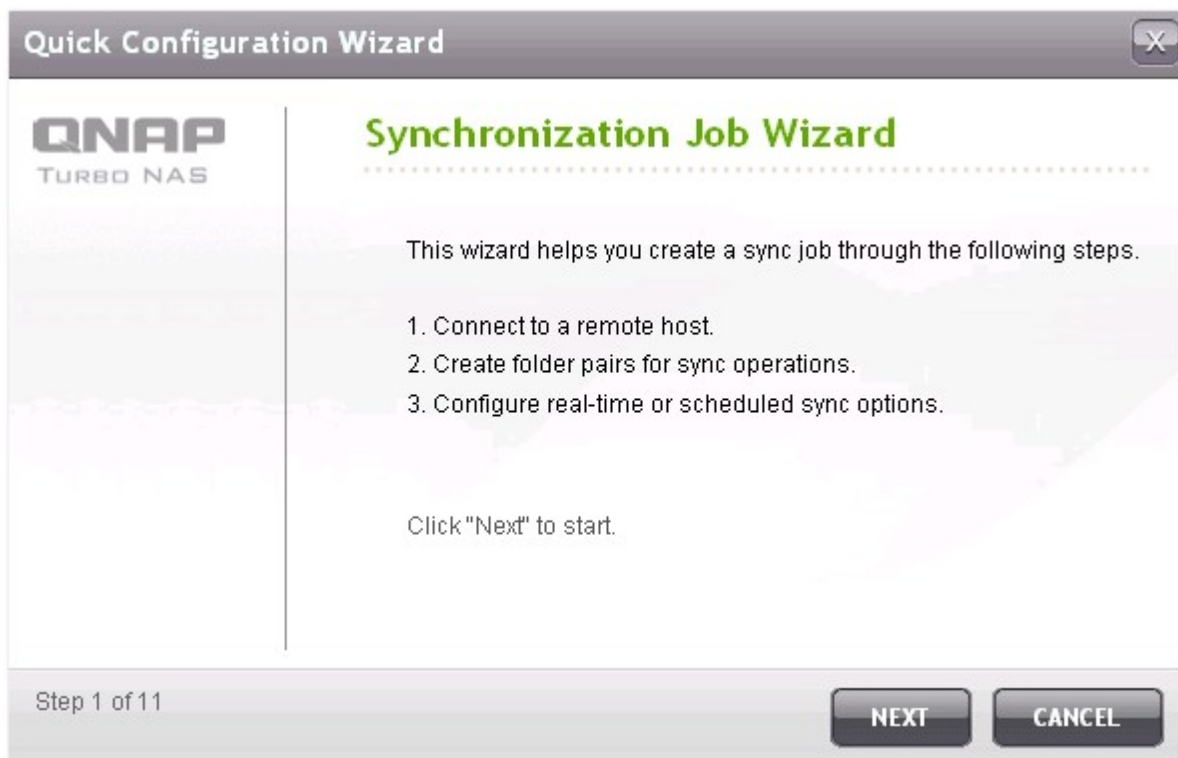 Quick Configuration Wizard
X
QNAP
TURBO NAS
Synchronization Job Wizard
This wizard helps you create a sync job through the following steps.
1. Connect to a remote host.
2. Create folder pairs for sync operations.
3. Configure real-time or scheduled sync options.
Click "Next" to start.
Step 1 of 11
NEXT
CANCEL